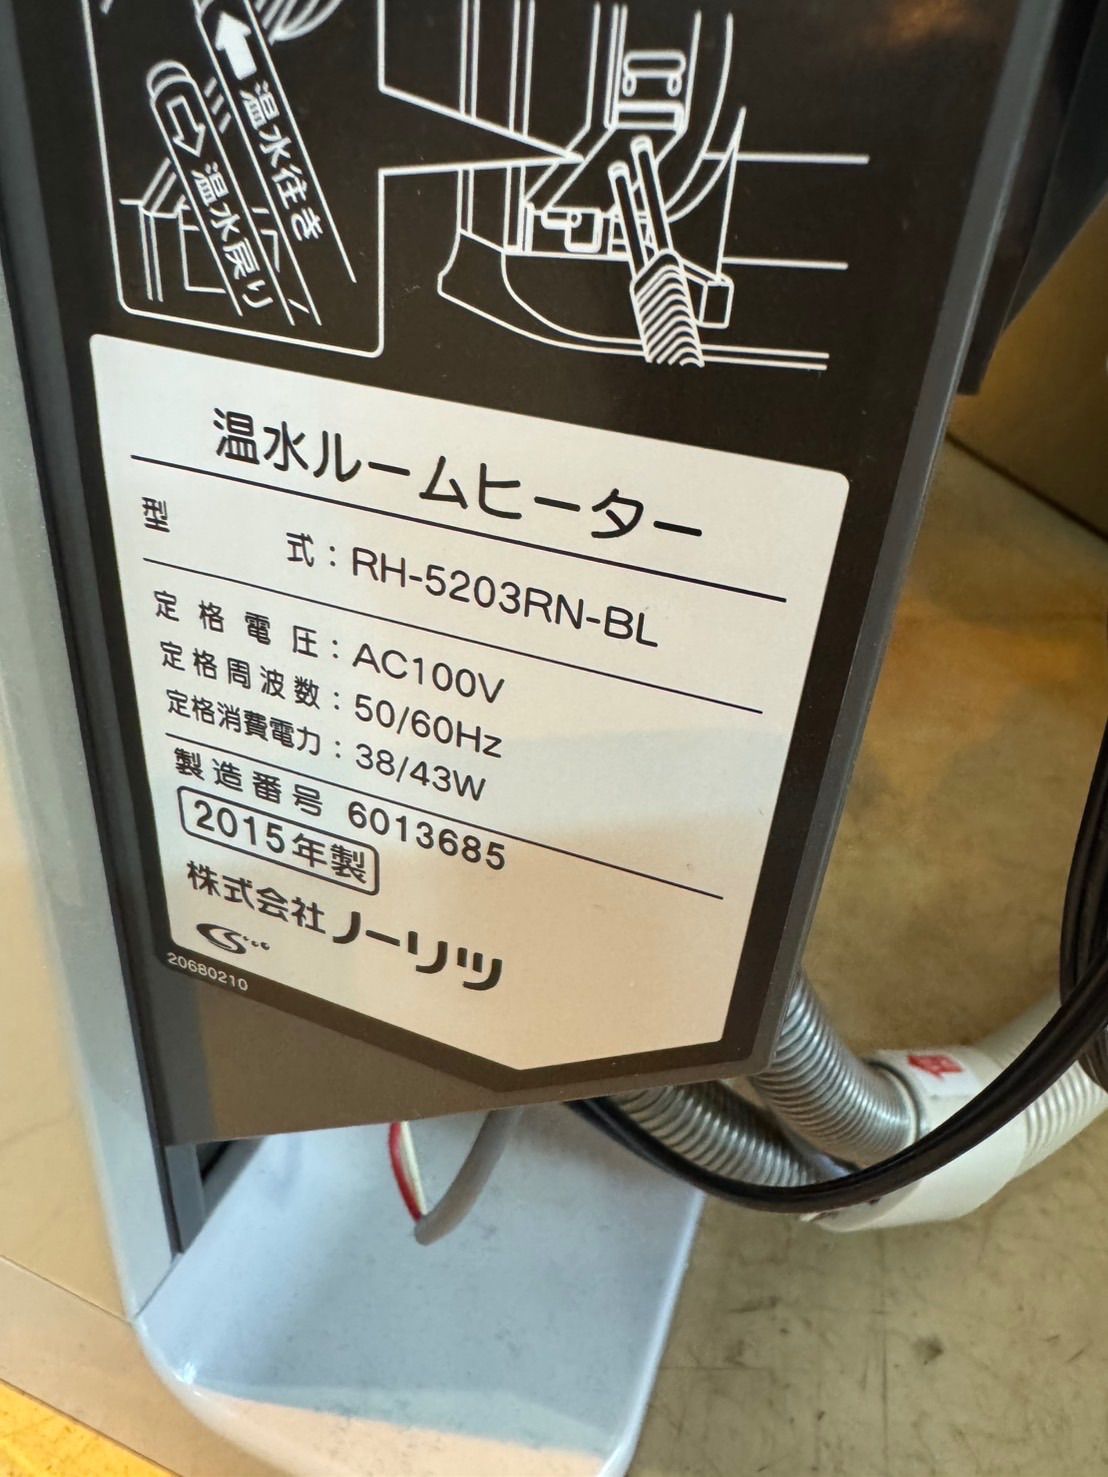 温水往き
温水戻り
温水ルームヒーター
型 式：RH-5203RN-BL
定格電圧：AC100V
定格周波数：50/60Hz
定格消費電力：38/43W
製造番号 6013685
2015年製
株式会社ノーリツ
20680210